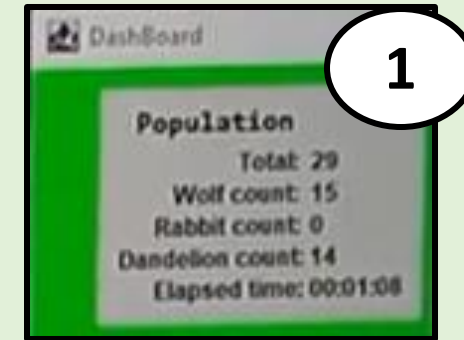 DashBoard
1
Population
Total: 29
Wolf count: 15
Rabbit count: 0
Dandelion count: 14
Elapsed time: 00:01:08